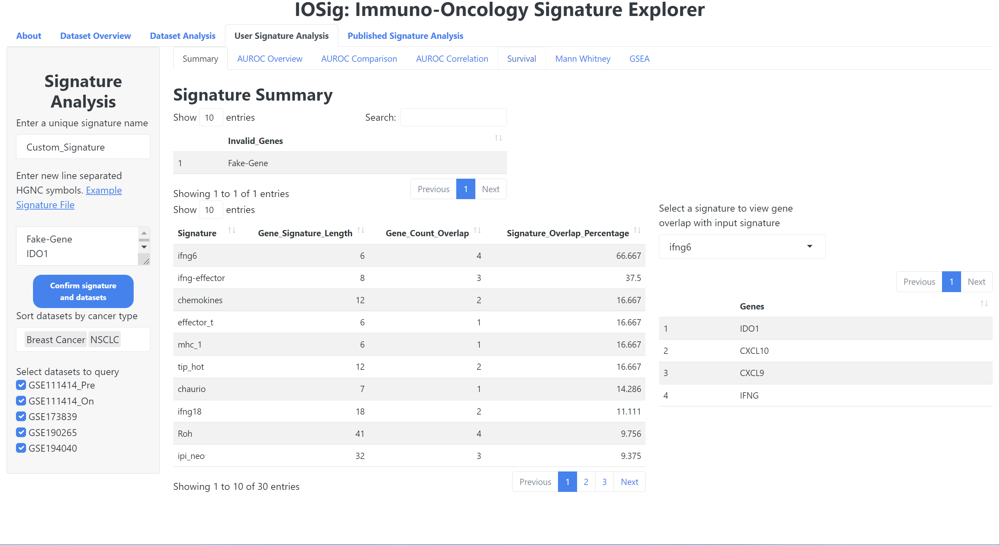 IOSig: Immuno-Oncology Signature Explorer
About Dataset Overview Dataset Analysis User Signature Analysis Published Signature Analysis
Signature
Analysis
Enter a unique signature name
Custom_Signature
Enter new line separated
HGNC symbols. Example
Signature File
Fake-Gene
IDO1
Confirm signature
and datasets
Sort datasets by cancer type
Breast Cancer NSCLC
Select datasets to query
GSE111414_Pre
GSE111414_On
GSE173839
GSE190265
GSE194040
Summary AUROC Overview AUROC Comparison AUROC Correlation Survival Mann Whitney GSEA
Signature Summary
Show 10 entries Search:
Invalid_Genes
1 Fake-Gene
Showing 1 to 1 of 1 entries Previous 1 Next
Show 10 entries
Signature Gene_Signature_Length Gene_Count_Overlap Signature_Overlap_Percentage
ifng6 6 4 66.667
ifng-effector 8 3 37.5
chemokines 12 2 16.667
effector_t 6 1 16.667
mhc_1 6 1 16.667
tip_hot 12 2 16.667
chaurio 7 1 14.286
ifng18 18 2 11.111
Roh 41 4 9.756
ipi_neo 32 3 9.375
Showing 1 to 10 of 30 entries Previous 1 2 3 Next
Select a signature to view gene
overlap with input signature
ifng6
Previous 1 Next
Genes
1 IDO1
2 CXCL10
3 CXCL9
4 IFNG